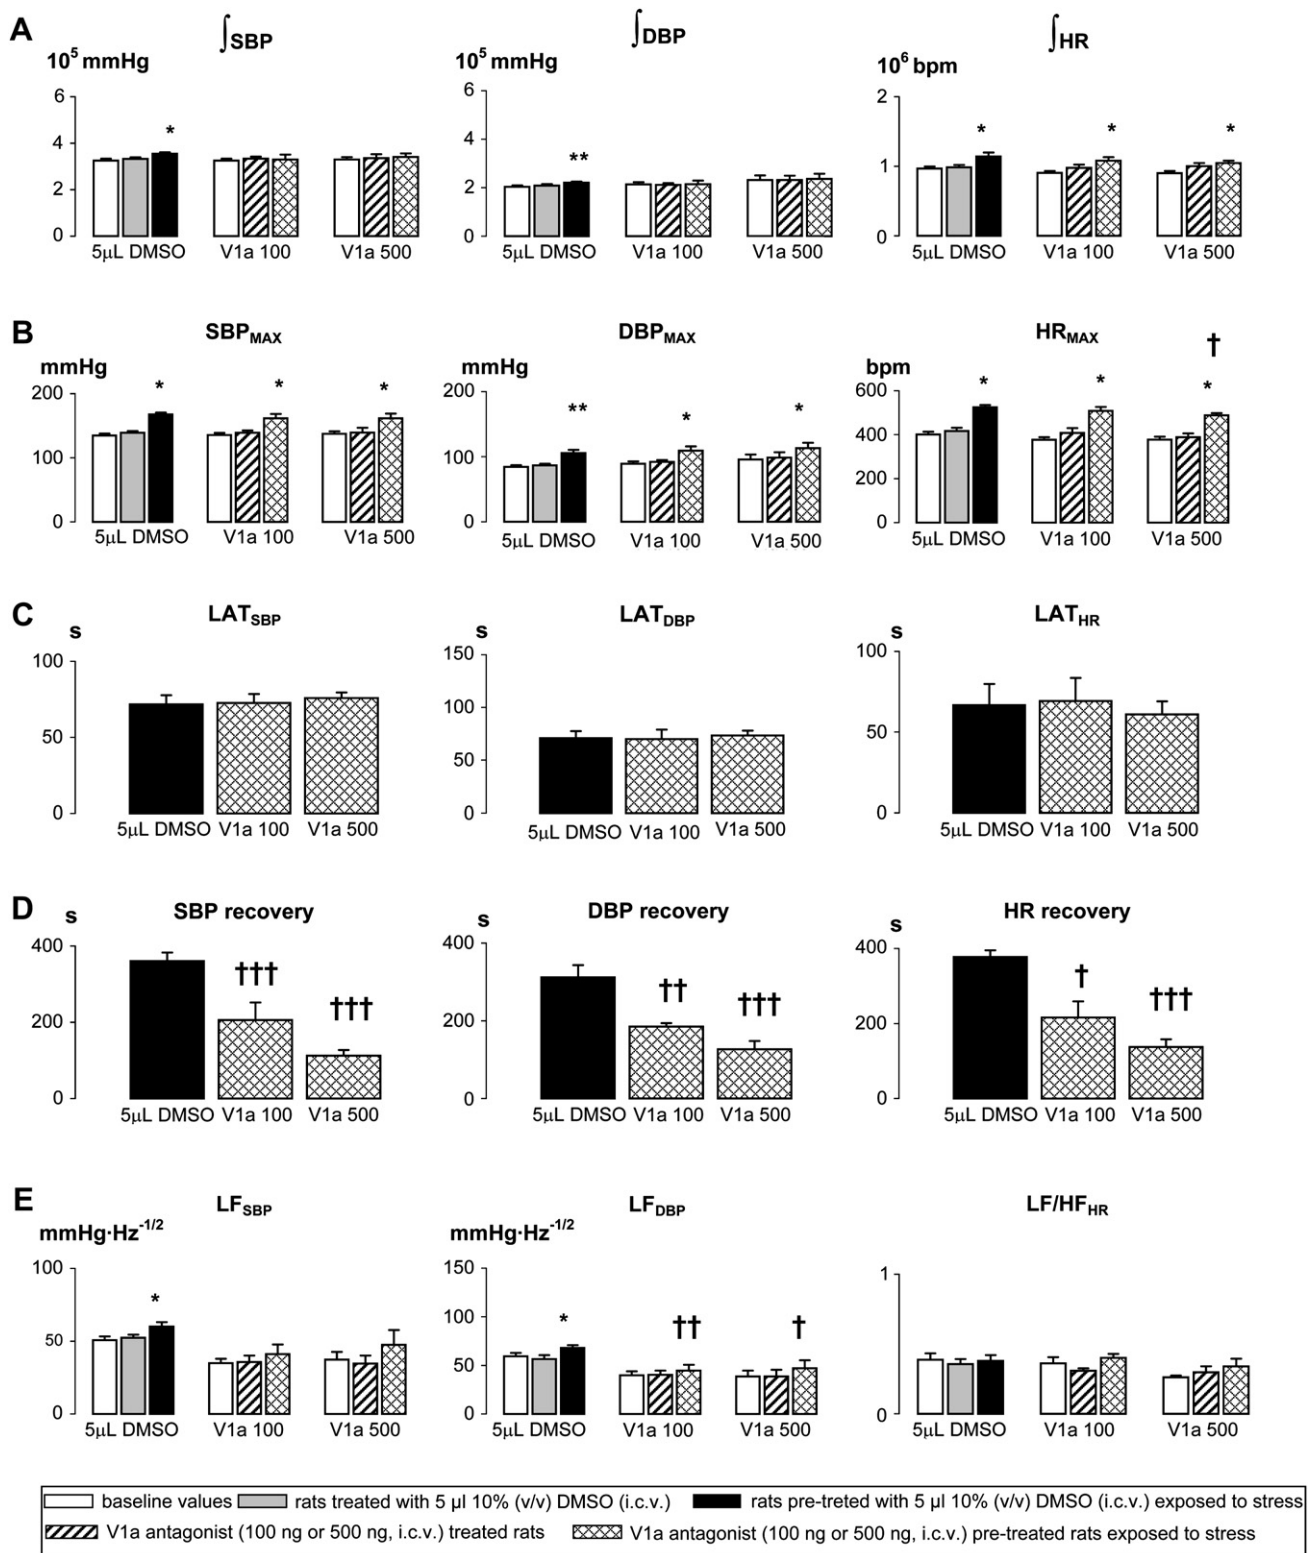 A ∫SBP ∫DBP ∫HR
10⁵ mmHg 10⁵ mmHg 10⁶ bpm
6 6 2
4 * 4 ** 1 * * *
2 2
0 0 0
5µL DMSO V1a 100 V1a 500 5µL DMSO V1a 100 V1a 500 5µL DMSO V1a 100 V1a 500
B SBPMAX DBPMAX HRMAX
mmHg mmHg bpm †
200 * * * 200 ** * * 600 * * *
400
100 100 200
0 0 0
5µL DMSO V1a 100 V1a 500 5µL DMSO V1a 100 V1a 500 5µL DMSO V1a 100 V1a 500
C LATSBP LATDBP LATHR
s s s
100 150 100
100
50 50 50
0 0 0
5µL DMSO V1a 100 V1a 500 5µL DMSO V1a 100 V1a 500 5µL DMSO V1a 100 V1a 500
D SBP recovery DBP recovery HR recovery
s s s
400 ††† ††† 400 †† ††† 400 † †††
200 200 200
0 0 0
5µL DMSO V1a 100 V1a 500 5µL DMSO V1a 100 V1a 500 5µL DMSO V1a 100 V1a 500
E LFSBP LFDBP LF/HFHR
mmHg·Hz⁻¹/² mmHg·Hz⁻¹/²
100 * 150 1
100 * †† †
50 50
0 0 0
5µL DMSO V1a 100 V1a 500 5µL DMSO V1a 100 V1a 500 5µL DMSO V1a 100 V1a 500
baseline values rats treated with 5 µl 10% (v/v) DMSO (i.c.v.) rats pre-treted with 5 µl 10% (v/v) DMSO (i.c.v.) exposed to stress
V1a antagonist (100 ng or 500 ng, i.c.v.) treated rats V1a antagonist (100 ng or 500 ng, i.c.v.) pre-treated rats exposed to stress